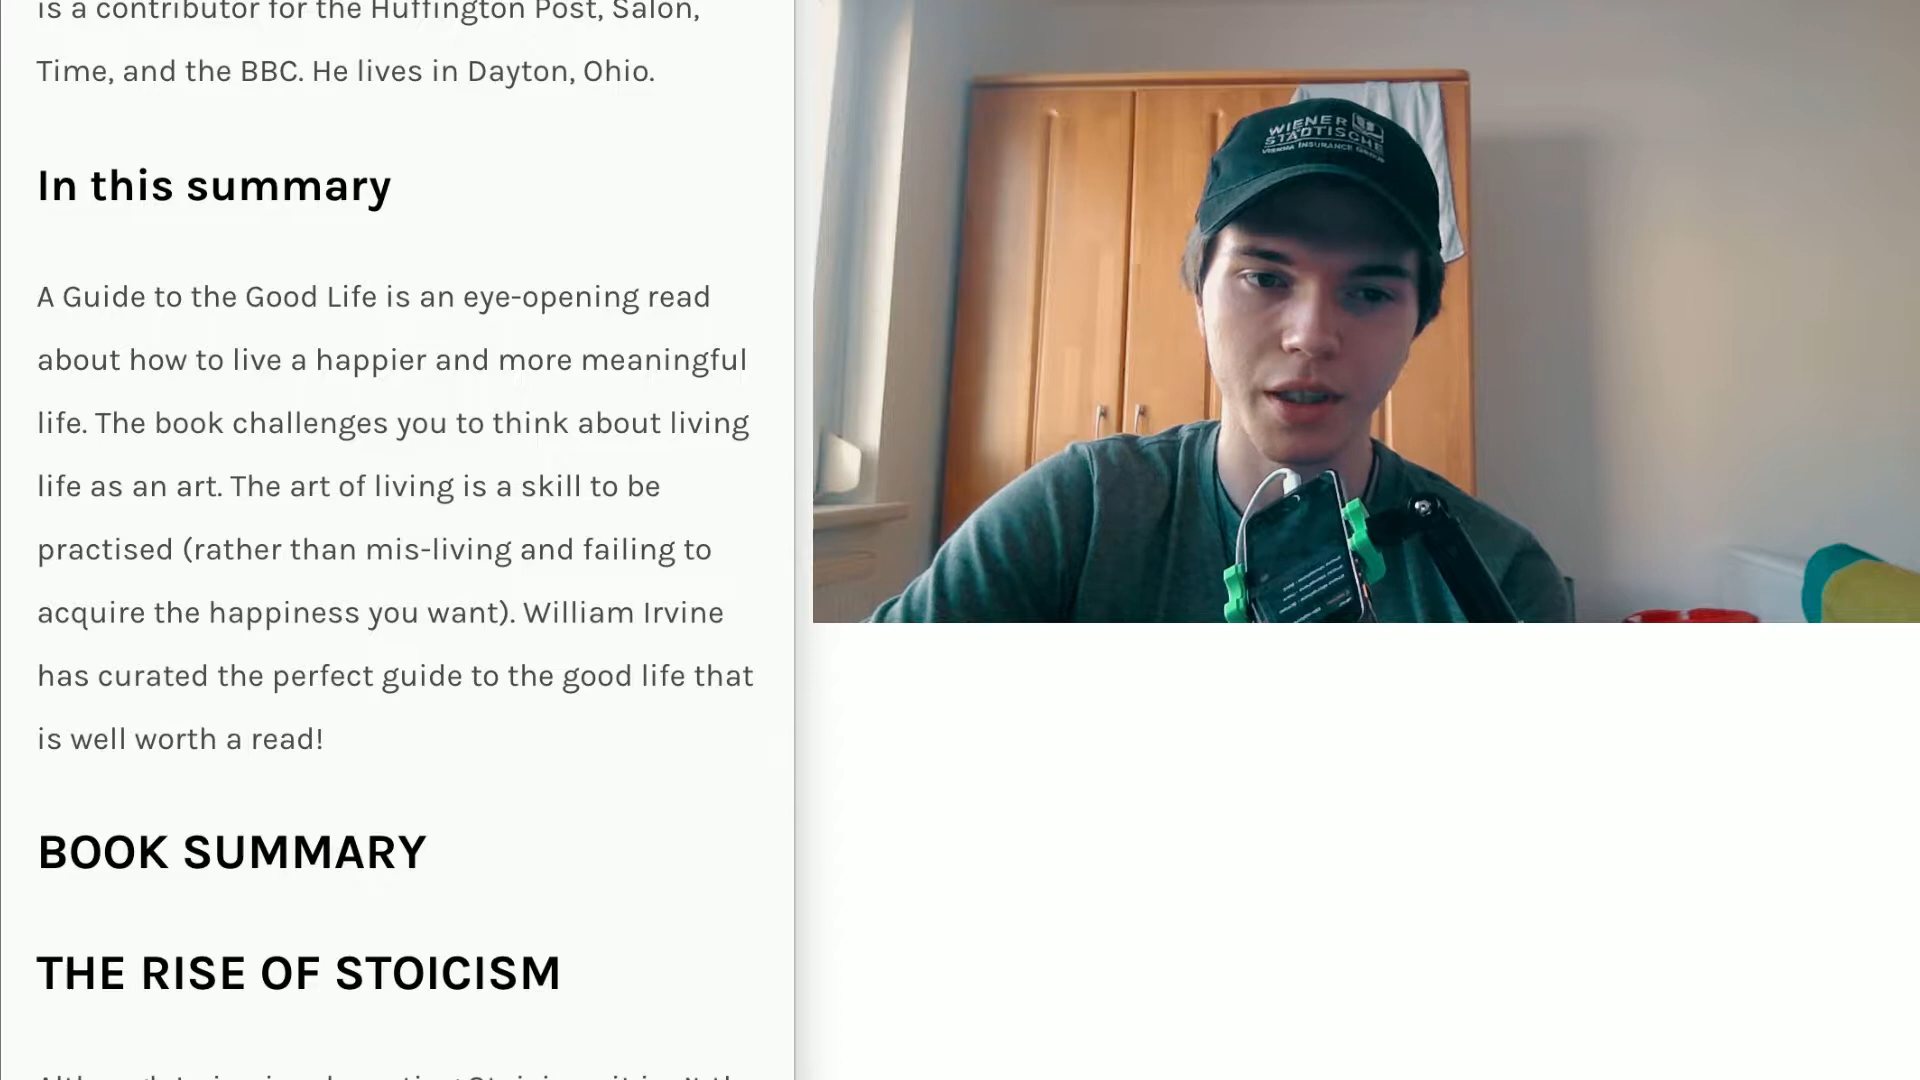 is a contributor for the Huffington Post, Salon,
Time, and the BBC. He lives in Dayton, Ohio.
In this summary
A Guide to the Good Life is an eye-opening read
about how to live a happier and more meaningful
life. The book challenges you to think about living
life as an art. The art of living is a skill to be
practised (rather than mis-living and failing to
acquire the happiness you want). William Irvine
has curated the perfect guide to the good life that
is well worth a read!
BOOK SUMMARY
THE RISE OF STOICISM
WIENER
STÄDTISCHE
VIENNA INSURANCE GROUP